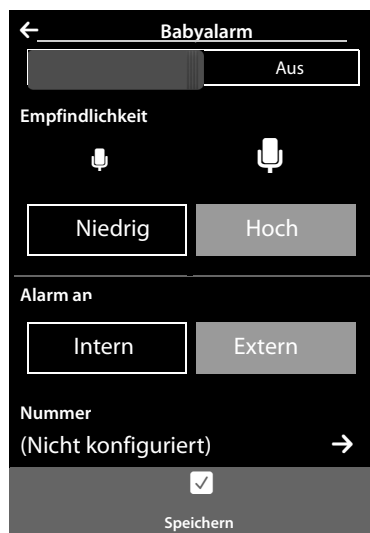 Babyalarm
Aus
Empfindlichkeit
Niedrig Hoch
Alarm an
Intern Extern
Nummer
(Nicht konfiguriert)
Speichern